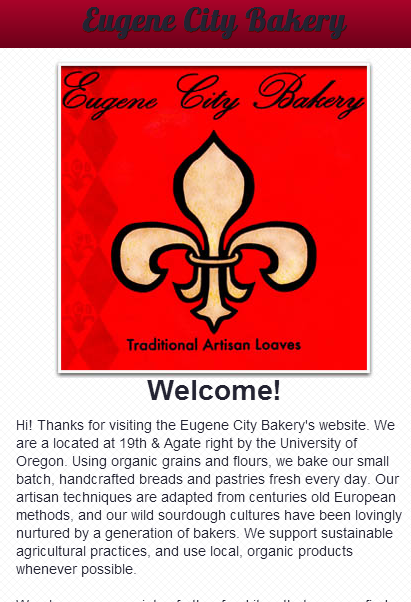 Eugene City Bakery
Eugene City Bakery
Traditional Artisan Loaves
Welcome!
Hi! Thanks for visiting the Eugene City Bakery's website. We
are a located at 19th & Agate right by the University of
Oregon. Using organic grains and flours, we bake our small
batch, handcrafted breads and pastries fresh every day. Our
artisan techniques are adapted from centuries old European
methods, and our wild sourdough cultures have been lovingly
nurtured by a generation of bakers. We support sustainable
agricultural practices, and use local, organic products
whenever possible.